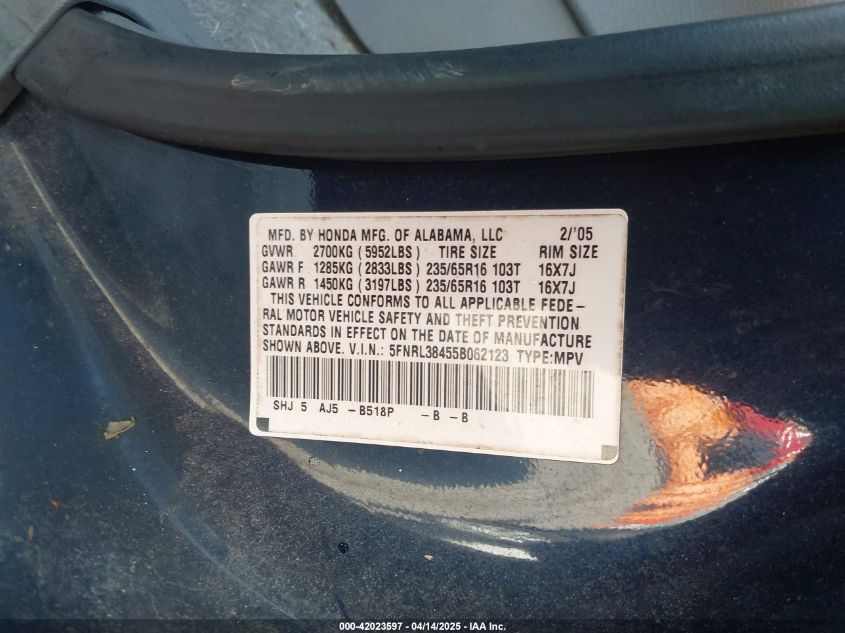 MFD. BY HONDA MFG. OF ALABAMA, LLC 2/'05
GVWR 2700KG (5952LBS) TIRE SIZE RIM SIZE
GAWR F 1285KG (2833LBS) 235/65R16 103T 16X7J
GAWR R 1450KG (3197LBS) 235/65R16 103T 16X7J
THIS VEHICLE CONFORMS TO ALL APPLICABLE FEDE-
RAL MOTOR VEHICLE SAFETY AND THEFT PREVENTION
STANDARDS IN EFFECT ON THE DATE OF MANUFACTURE
SHOWN ABOVE. V.I.N.: 5FNRL38455B062123 TYPE:MPV
SHJ 5 AJ5 -B518P -B -B
000-42023597 - 04/14/2025 - IAA Inc.